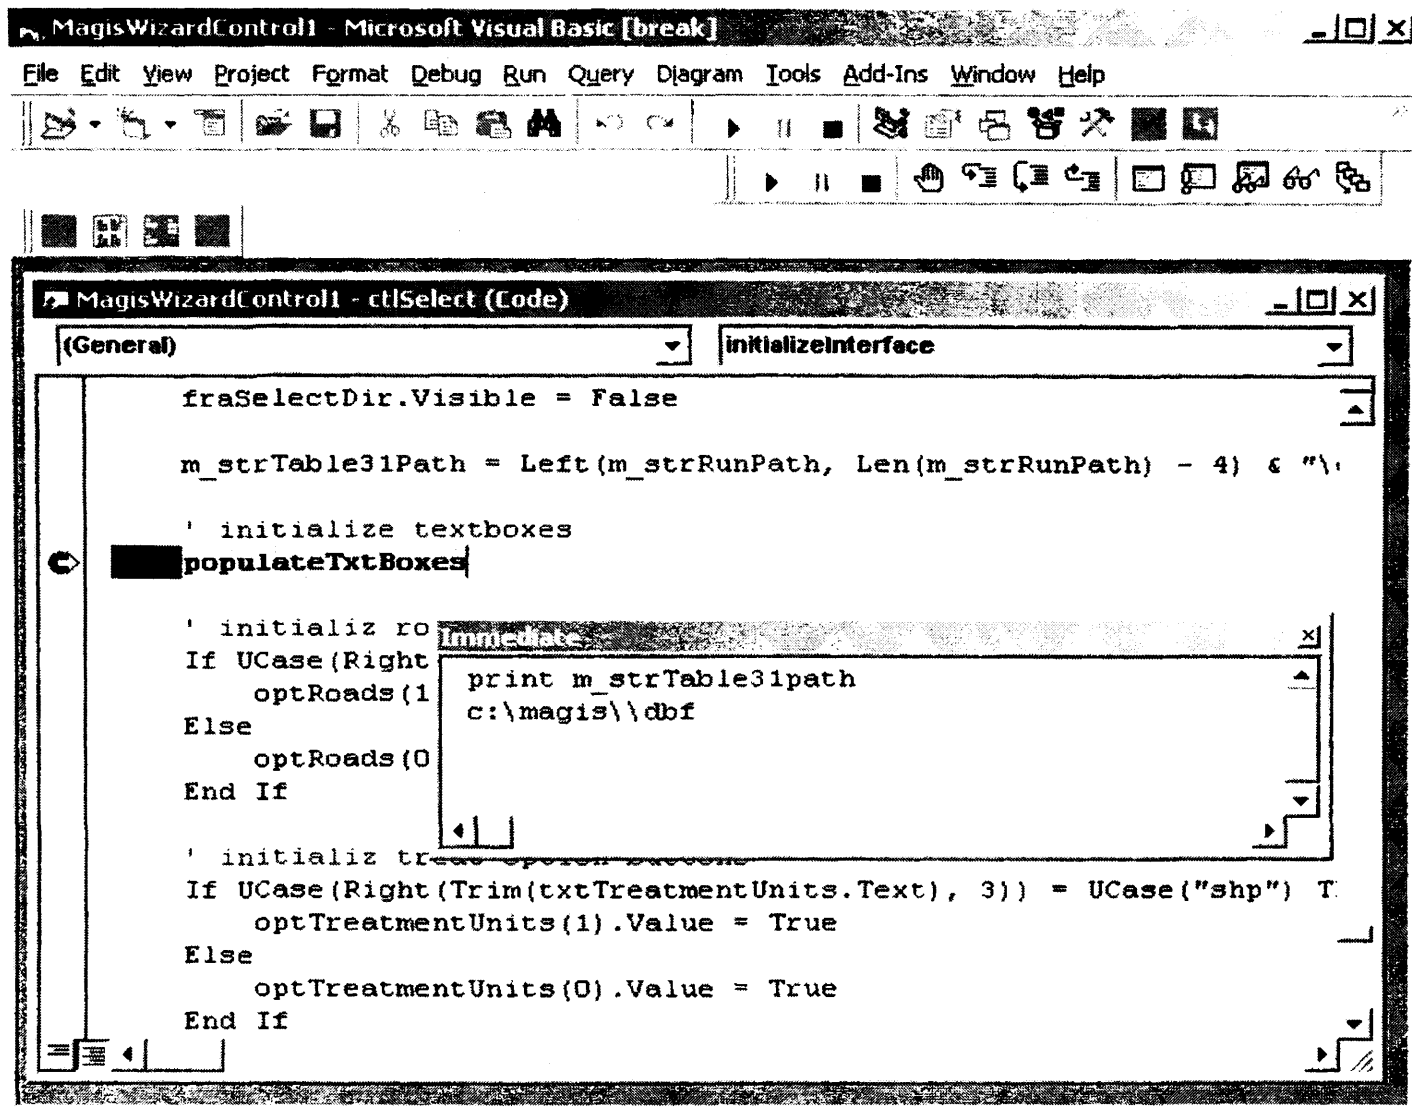 MagisWizardControl1 - Microsoft Visual Basic [break]
File Edit View Project Format Debug Run Query Diagram Tools Add-Ins Window Help
MagisWizardControl1 - ctlSelect (Code)
(General) initializeInterface
fraSelectDir.Visible = False
m_strTable31Path = Left(m_strRunPath, Len(m_strRunPath) - 4) & "\
' initialize textboxes
populateTxtBoxes
' initializ ro
If UCase(Right
optRoads(1
Else
optRoads(0
End If
Immediate
print m_strTable31path
c:\magis\\dbf
' initializ treat option buttons
If UCase(Right(Trim(txtTreatmentUnits.Text), 3)) = UCase("shp") T
optTreatmentUnits(1).Value = True
Else
optTreatmentUnits(0).Value = True
End If